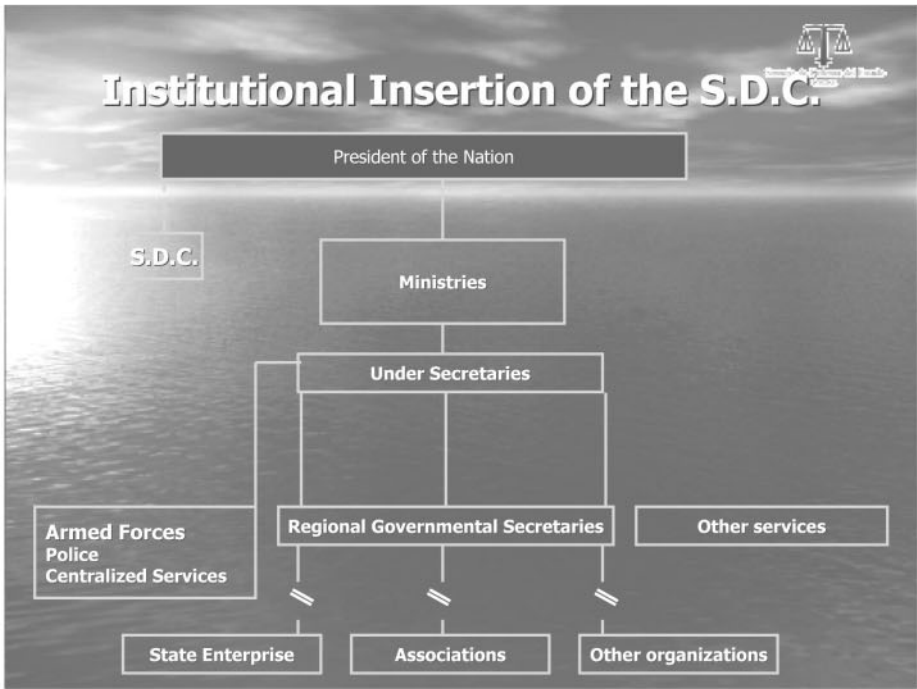 Institutional Insertion of the S.D.C.
President of the Nation
S.D.C.
Ministries
Under Secretaries
Armed Forces
Police
Centralized Services
Regional Governmental Secretaries
Other services
State Enterprise
Associations
Other organizations